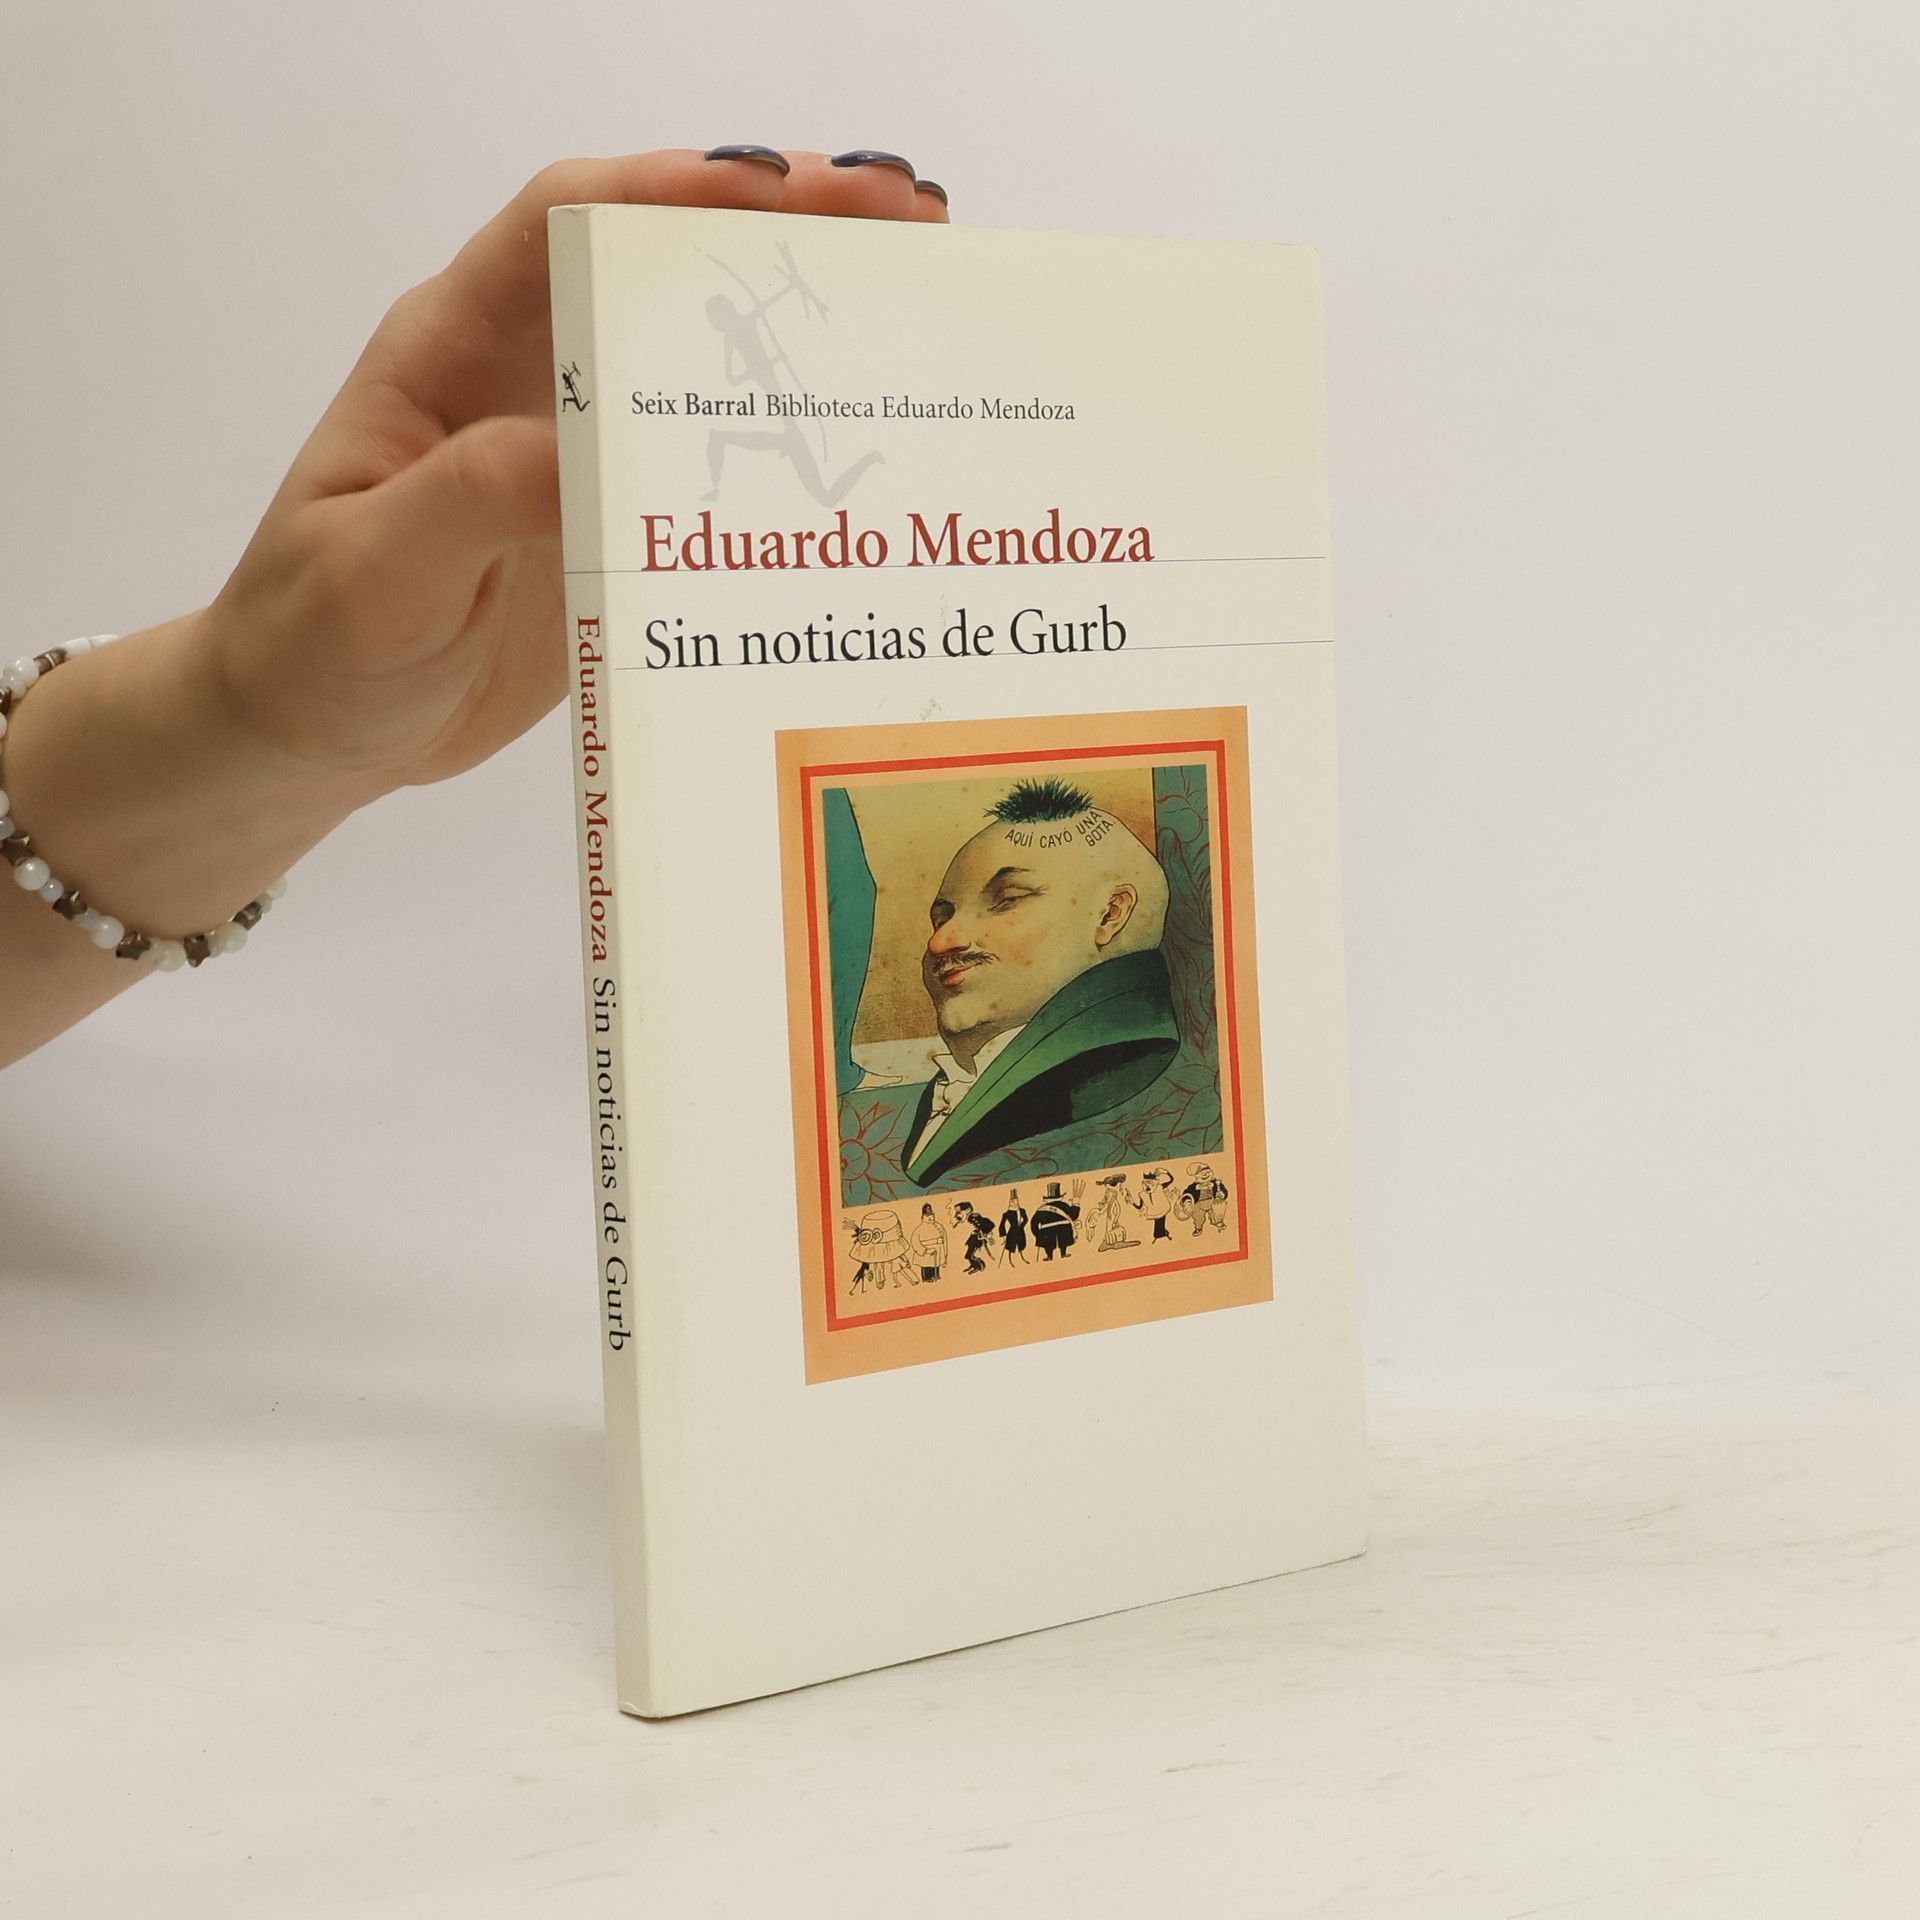 Seix Barral Biblioteca Eduardo Mendoza
Eduardo Mendoza
Sin noticias de Gurb
AQUÍ CAYÓ UNA
GOTA.
Eduardo Mendoza Sin noticias de Gurb